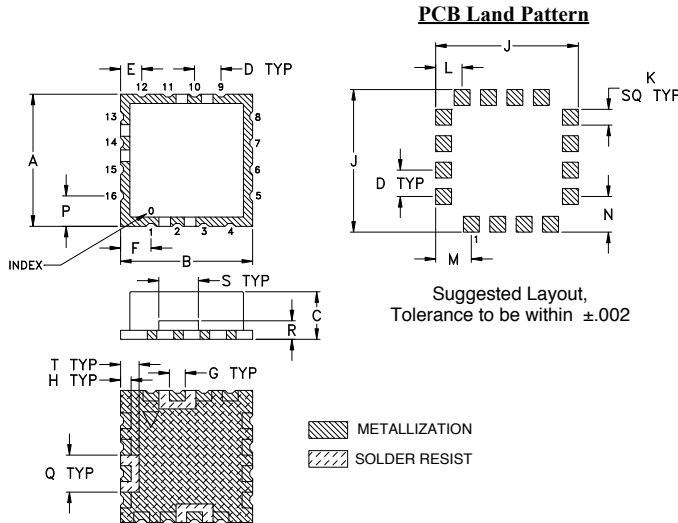 PCB Land Pattern
E
D TYP
12 11 10 9
13
14
15
16
8
7
6
5
A
P
0
1 2 3 4
F
B
INDEX
S TYP
C
R
T TYP
H TYP
G TYP
Q TYP
J
L
K
SQ TYP
J
D TYP
N
1
M
Suggested Layout,
Tolerance to be within ±.002
METALLIZATION
SOLDER RESIST